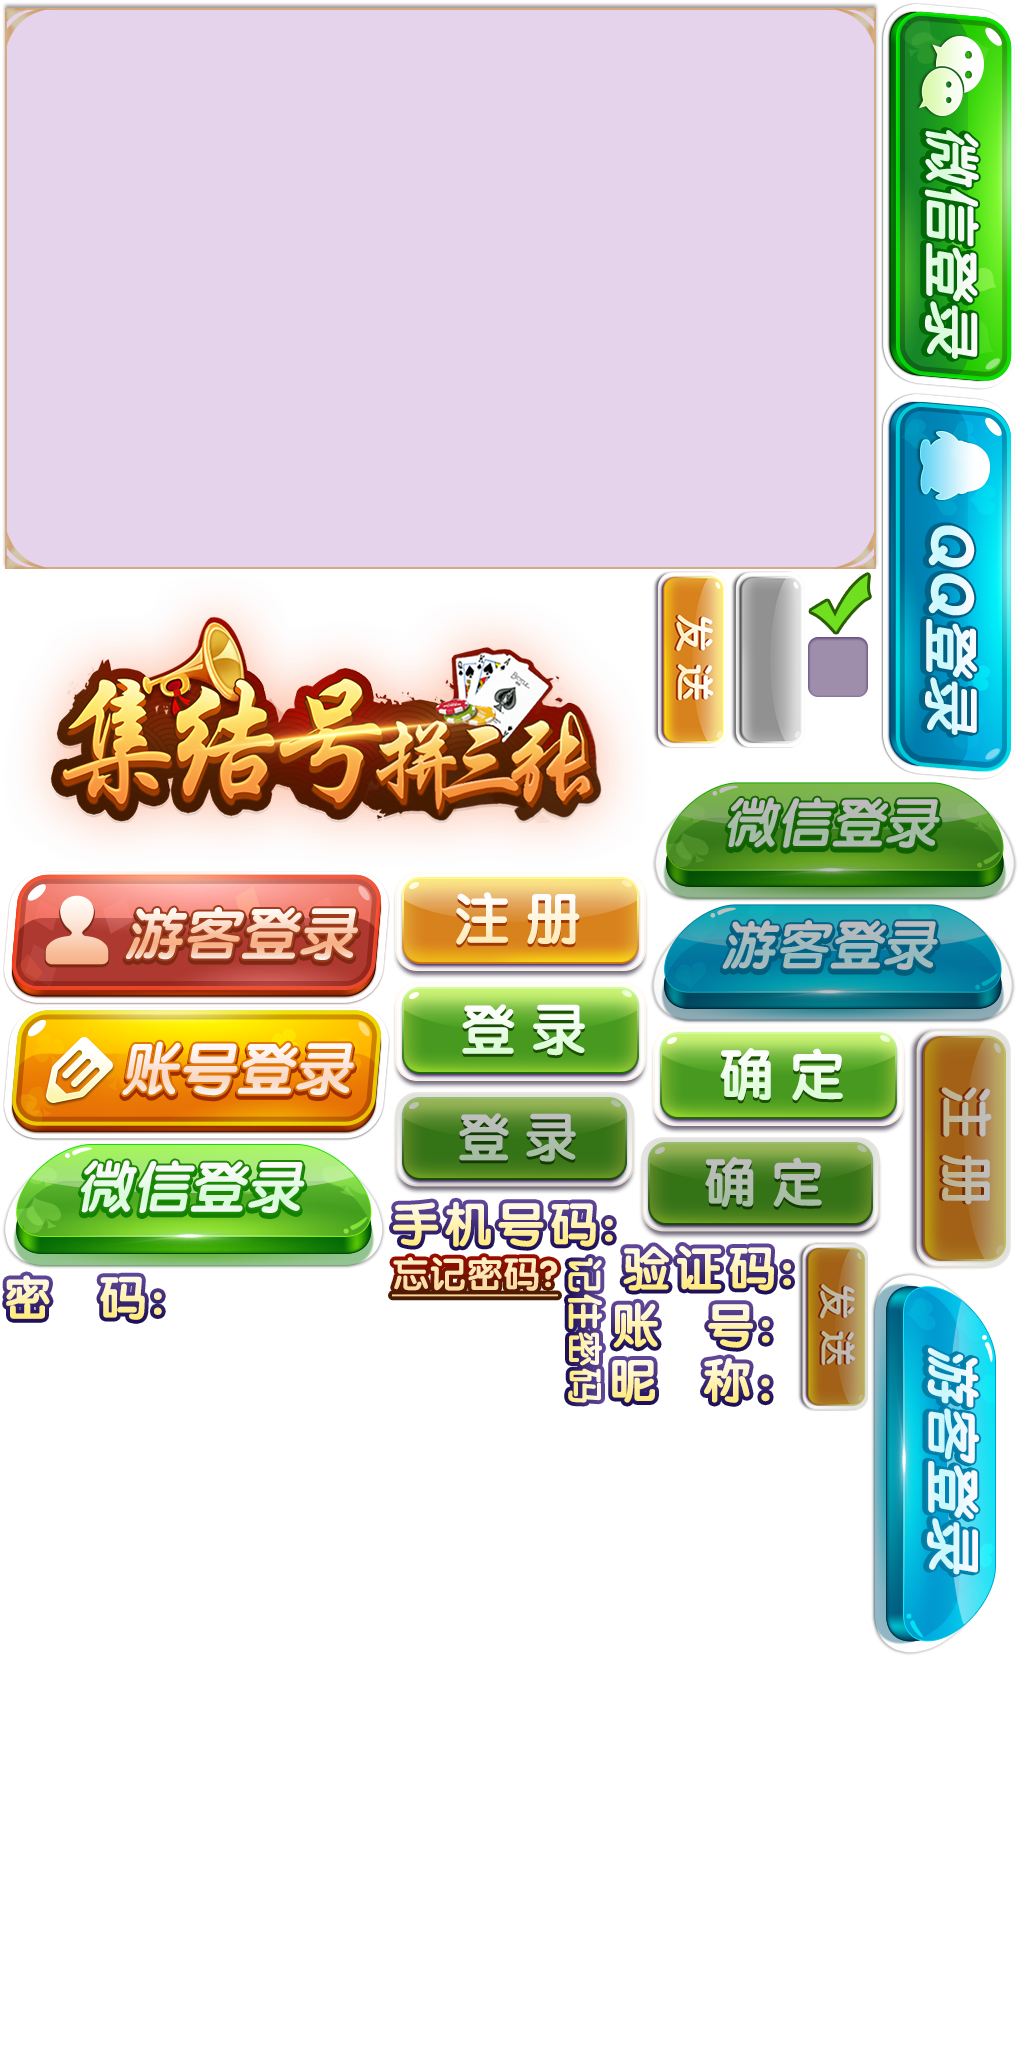 微信登录
QQ登录
发送
集结号拼三张
微信登录
游客登录
游客登录
注册
登录
确定
注册
账号登录
登录
确定
微信登录
手机号码:
忘记密码?
记住密码
验证码:
密 码:
账 号:
昵 称:
发送
游客登录